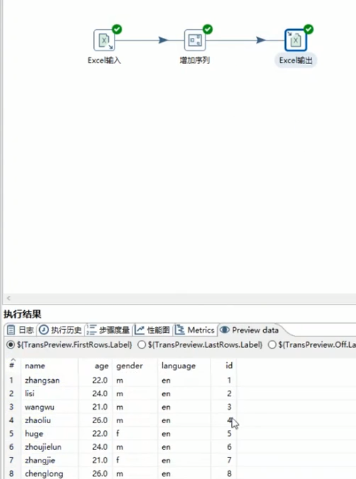 Excel输入 增加序列 Excel输出
执行结果
日志 执行历史 步骤度量 性能图 Metrics Preview data
${TransPreview.FirstRows.Label} ${TransPreview.LastRows.Label} ${TransPreview.Off.La
# name age gender language id
1 zhangsan 22.0 m en 1
2 lisi 24.0 m en 2
3 wangwu 21.0 m en 3
4 zhaoliu 26.0 m en 4
5 huge 22.0 f en 5
6 zhoujielun 24.0 m en 6
7 zhangjie 21.0 f en 7
8 chenglong 26.0 m en 8